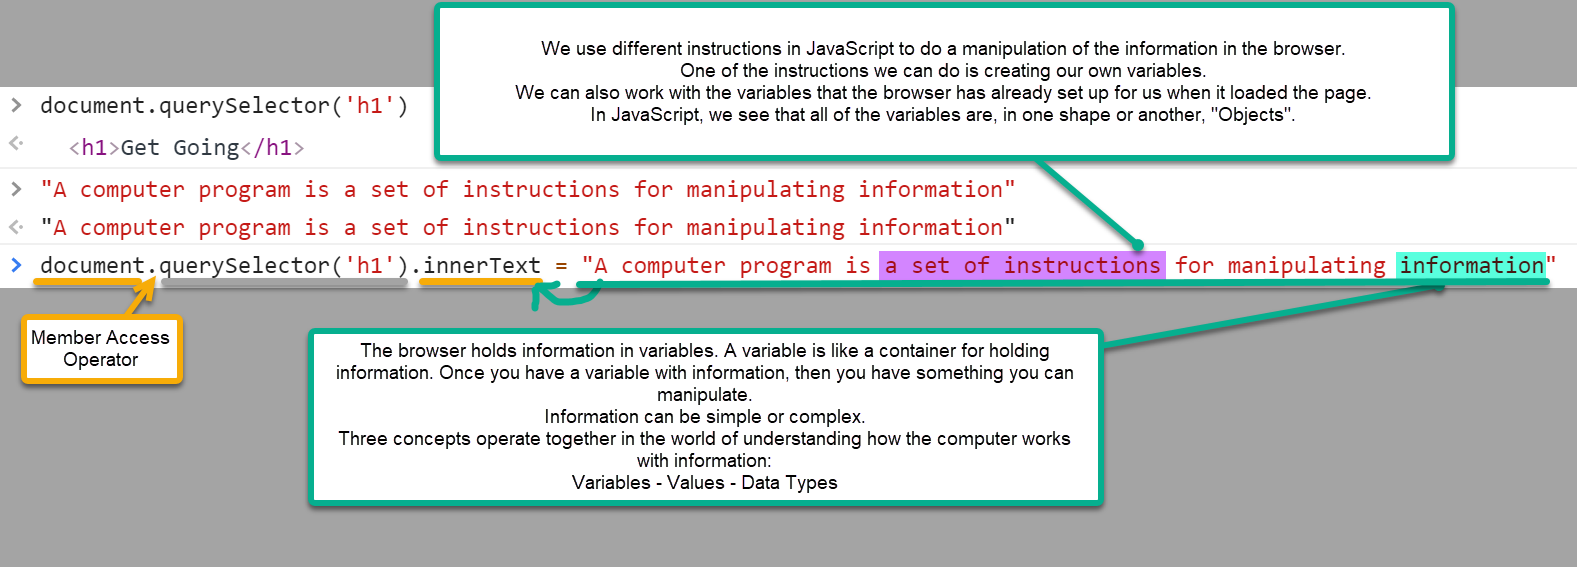 We use different instructions in JavaScript to do a manipulation of the information in the browser.
One of the instructions we can do is creating our own variables.
We can also work with the variables that the browser has already set up for us when it loaded the page.
In JavaScript, we see that all of the variables are, in one shape or another, "Objects".
> document.querySelector('h1')
<h1>Get Going</h1>
> "A computer program is a set of instructions for manipulating information"
"A computer program is a set of instructions for manipulating information"
> document.querySelector('h1').innerText = "A computer program is a set of instructions for manipulating information"
Member Access
Operator
The browser holds information in variables. A variable is like a container for holding
information. Once you have a variable with information, then you have something you can
manipulate.
Information can be simple or complex.
Three concepts operate together in the world of understanding how the computer works
with information:
Variables - Values - Data Types